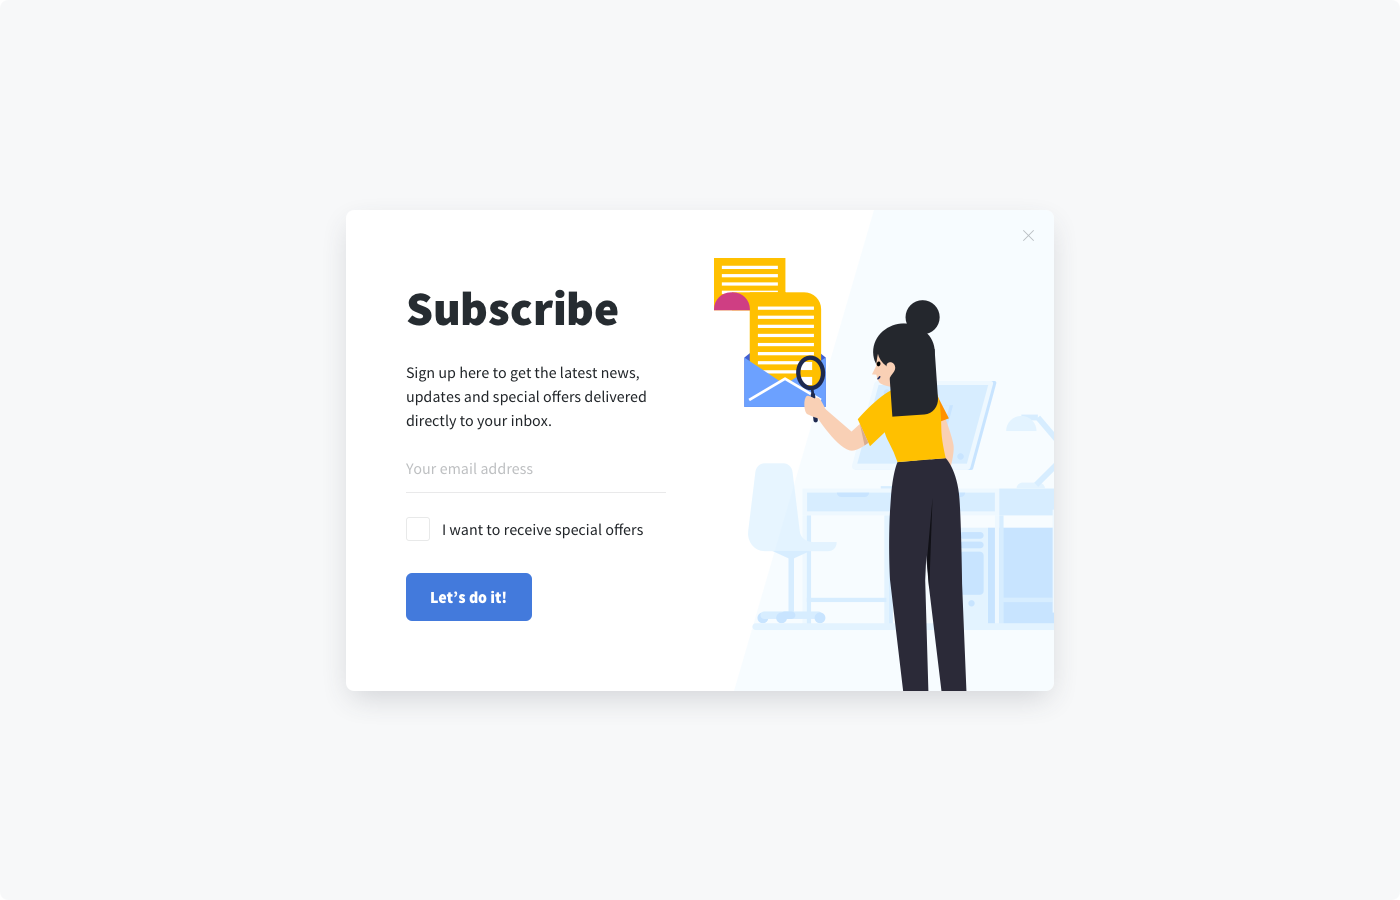 Subscribe
Sign up here to get the latest news,
updates and special offers delivered
directly to your inbox.
Your email address
I want to receive special offers
Let’s do it!